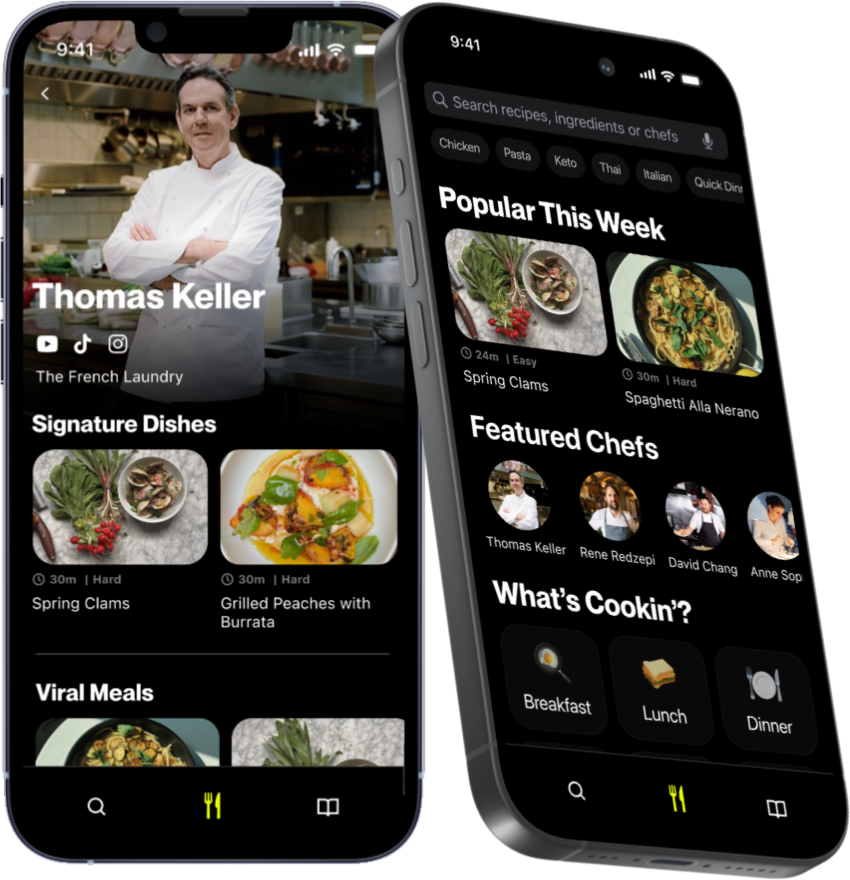 9:41
Thomas Keller
The French Laundry
Signature Dishes
30m | Hard
Spring Clams
30m | Hard
Grilled Peaches with
Burrata
Viral Meals
9:41
Search recipes, ingredients or chefs
Chicken
Pasta
Keto
Thai
Italian
Quick Dinn
Popular This Week
24m | Easy
Spring Clams
30m | Hard
Spaghetti Alla Nerano
Featured Chefs
Thomas Keller
Rene Redzepi
David Chang
Anne Sop
What's Cookin'?
Breakfast
Lunch
Dinner